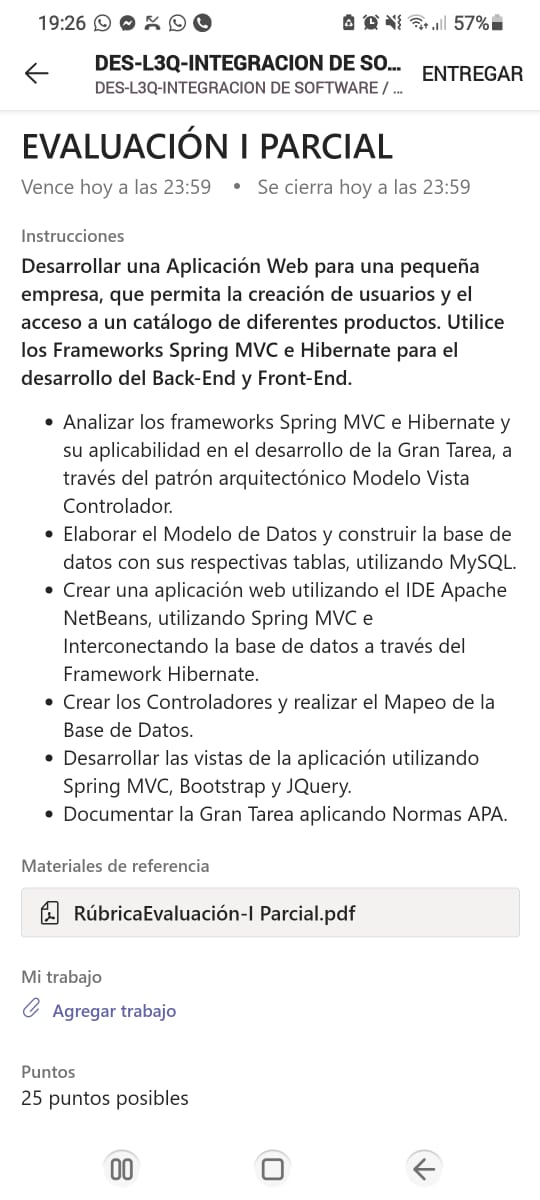 19:26 57%
DES-L3Q-INTEGRACION DE SO...
DES-L3Q-INTEGRACION DE SOFTWARE / ...
ENTREGAR
EVALUACIÓN I PARCIAL
Vence hoy a las 23:59 • Se cierra hoy a las 23:59
Instrucciones
Desarrollar una Aplicación Web para una pequeña
empresa, que permita la creación de usuarios y el
acceso a un catálogo de diferentes productos. Utilice
los Frameworks Spring MVC e Hibernate para el
desarrollo del Back-End y Front-End.
• Analizar los frameworks Spring MVC e Hibernate y
su aplicabilidad en el desarrollo de la Gran Tarea, a
través del patrón arquitectónico Modelo Vista
Controlador.
• Elaborar el Modelo de Datos y construir la base de
datos con sus respectivas tablas, utilizando MySQL.
• Crear una aplicación web utilizando el IDE Apache
NetBeans, utilizando Spring MVC e
Interconectando la base de datos a través del
Framework Hibernate.
• Crear los Controladores y realizar el Mapeo de la
Base de Datos.
• Desarrollar las vistas de la aplicación utilizando
Spring MVC, Bootstrap y JQuery.
• Documentar la Gran Tarea aplicando Normas APA.
Materiales de referencia
RúbricaEvaluación-I Parcial.pdf
Mi trabajo
Agregar trabajo
Puntos
25 puntos posibles